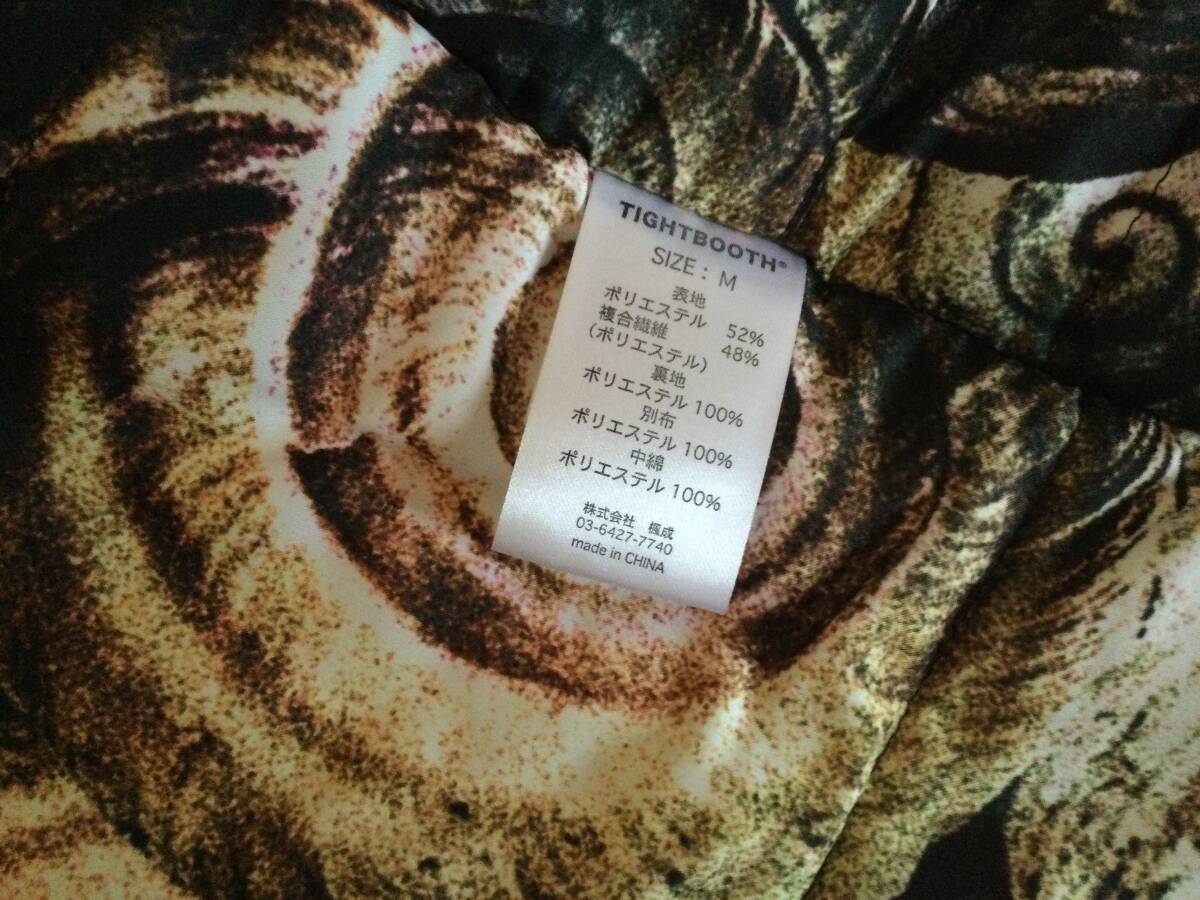 TIGHTBOOTH®
SIZE : M
表地
ポリエステル 52%
複合繊維 48%
(ポリエステル)
裏地
ポリエステル 100%
別布
ポリエステル 100%
中綿
ポリエステル 100%
株式会社 楓成
03-6427-7740
made in CHINA